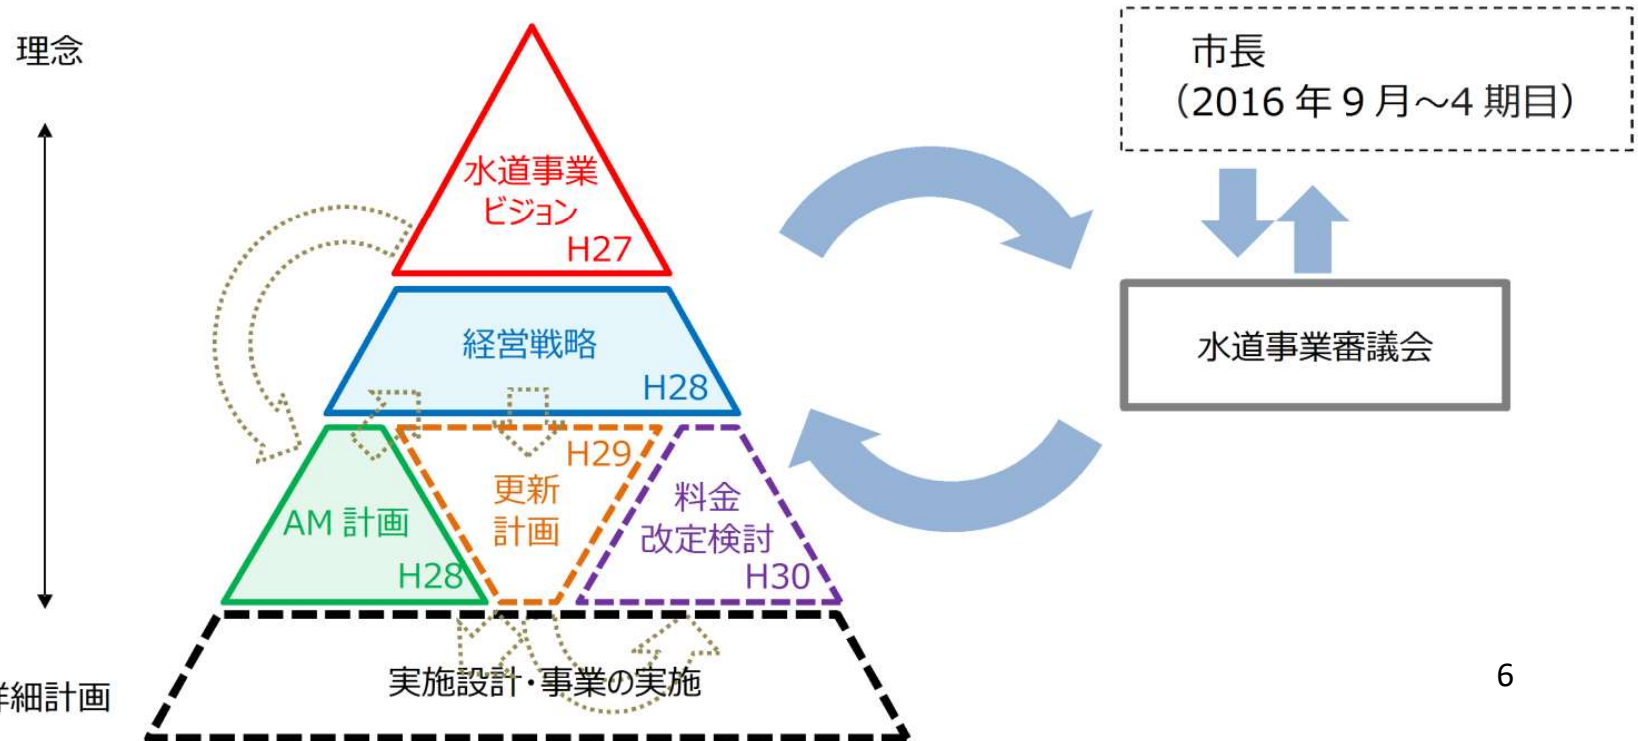 理念
市長
（2016 年 9 月～4 期目）
水道事業
ビジョン
H27
経営戦略
H28
水道事業審議会
H29
更新
計画
AM 計画
H28
料金
改定検討
H30
実施設計・事業の実施
詳細計画
6